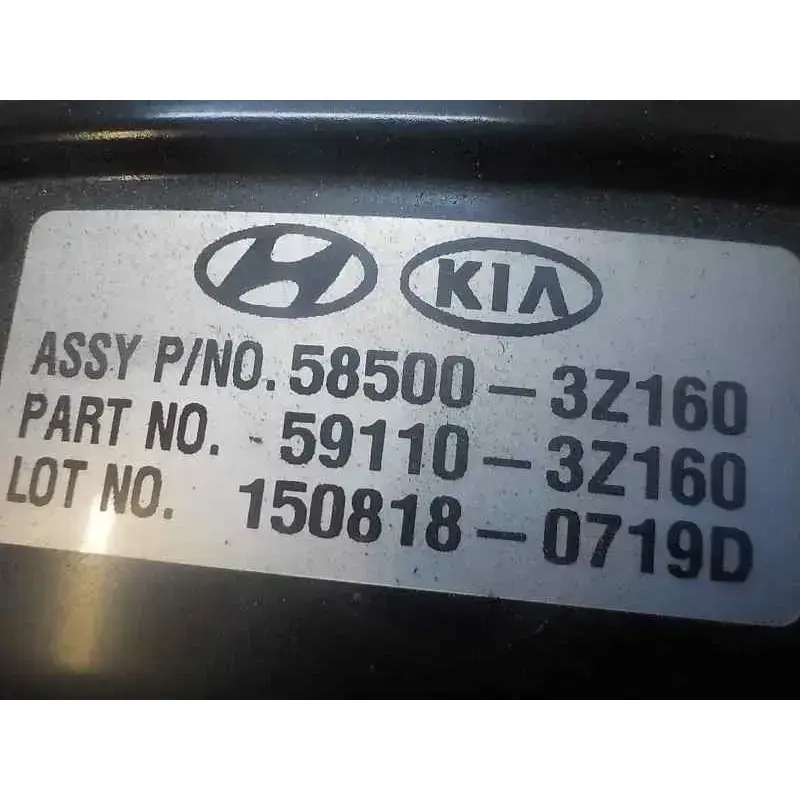 KIA
ASSY P/NO. 58500-3Z160
PART NO. 59110-3Z160
LOT NO. 150818-0719D